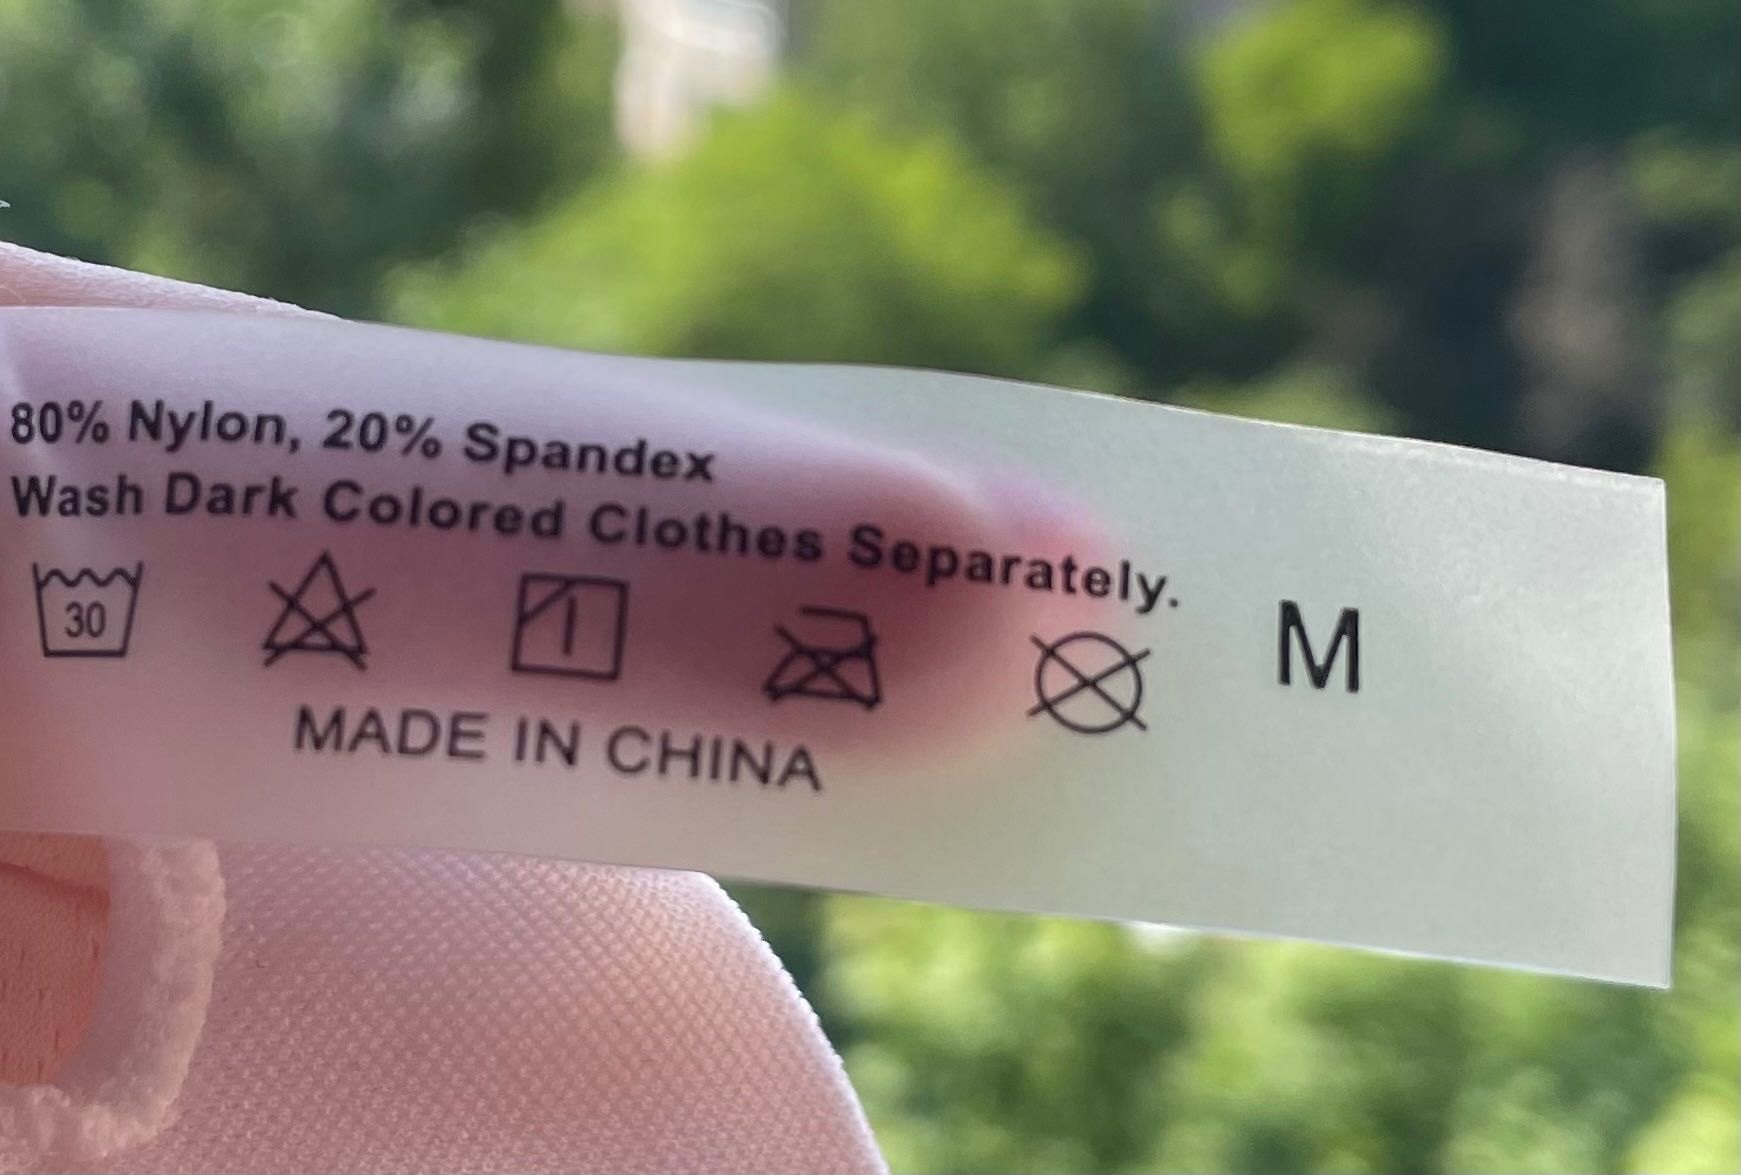 80% Nylon, 20% Spandex
Wash Dark Colored Clothes Separately.
30
M
MADE IN CHINA